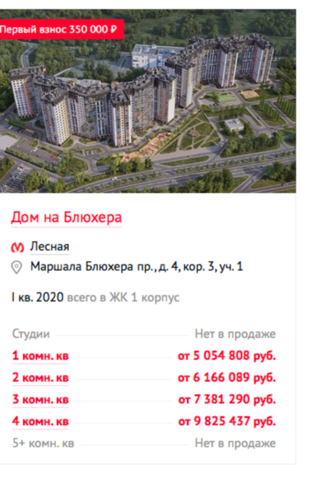 Первый взнос 350 000 ₽
Дом на Блюхера
Лесная
Маршала Блюхера пр., д. 4, кор. 3, уч. 1
I кв. 2020 всего в ЖК 1 корпус
Студии Нет в продаже
1 комн. кв от 5 054 808 руб.
2 комн. кв от 6 166 089 руб.
3 комн. кв от 7 381 290 руб.
4 комн. кв от 9 825 437 руб.
5+ комн. кв Нет в продаже